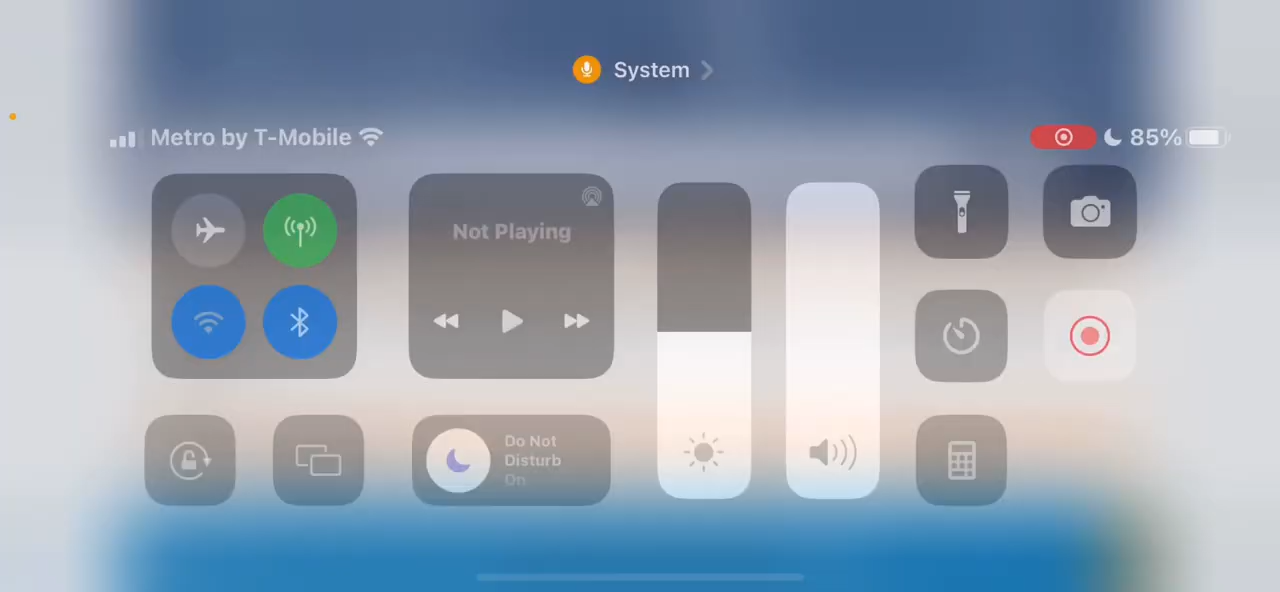 System
Metro by T-Mobile
85%
Not Playing
Do Not
Disturb
On